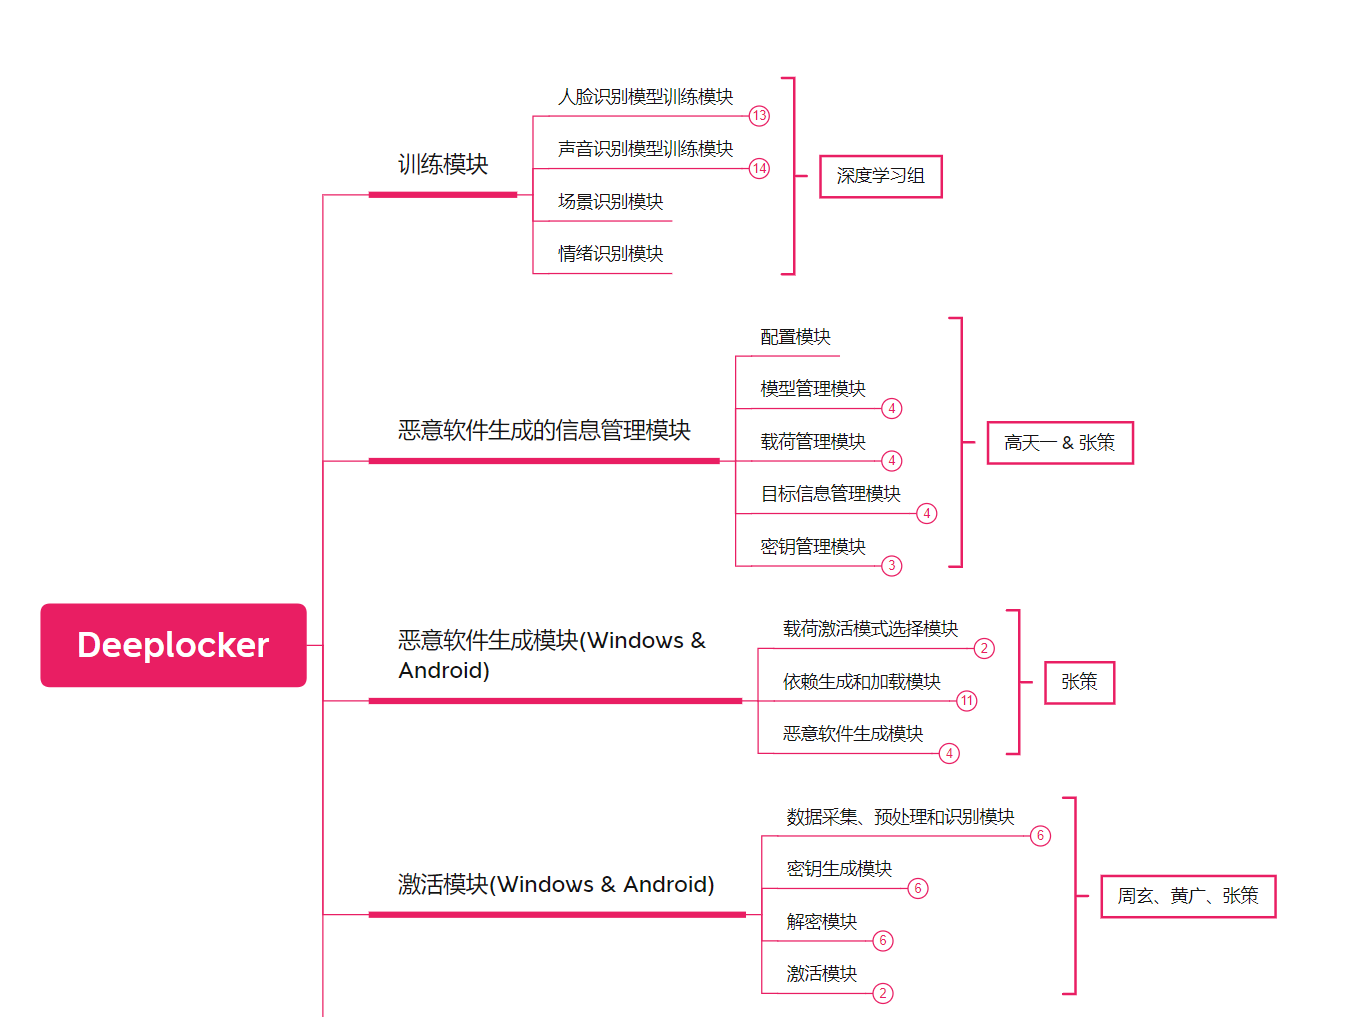 人脸识别模型训练模块
13
声音识别模型训练模块
14
训练模块
场景识别模块
情绪识别模块
深度学习组
配置模块
模型管理模块
4
恶意软件生成的信息管理模块
载荷管理模块
4
目标信息管理模块
4
密钥管理模块
3
高天一 & 张策
Deeplocker
恶意软件生成模块(Windows &
Android)
载荷激活模式选择模块
2
依赖生成和加载模块
11
恶意软件生成模块
4
张策
激活模块(Windows & Android)
数据采集、预处理和识别模块
6
密钥生成模块
6
解密模块
6
激活模块
2
周玄、黄广、张策